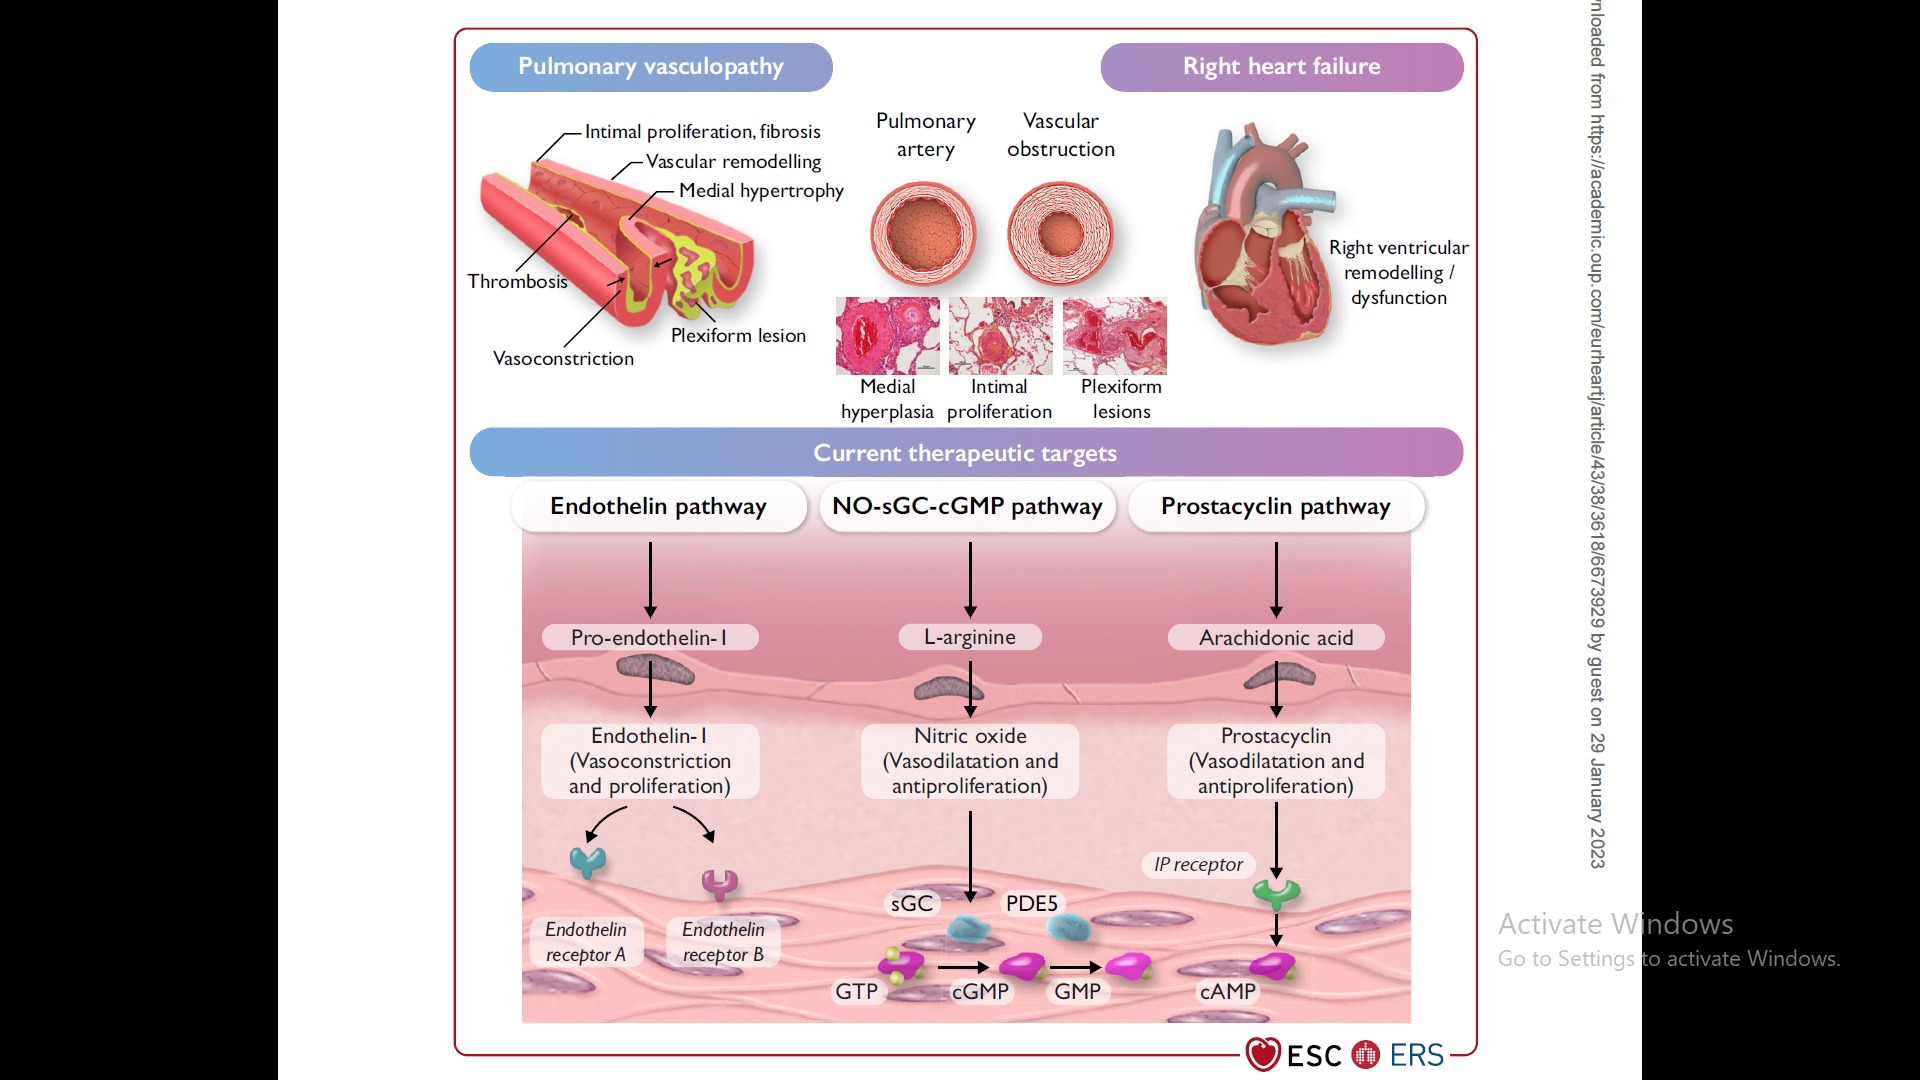 Pulmonary vasculopathy
Right heart failure
Intimal proliferation, fibrosis
Vascular remodelling
Medial hypertrophy
Thrombosis
Vasoconstriction
Plexiform lesion
Pulmonary
artery
Vascular
obstruction
Medial
hyperplasia
Intimal
proliferation
Plexiform
lesions
Right ventricular
remodelling /
dysfunction
Current therapeutic targets
Endothelin pathway
NO-sGC-cGMP pathway
Prostacyclin pathway
Pro-endothelin-1
L-arginine
Arachidonic acid
Endothelin-1
(Vasoconstriction
and proliferation)
Nitric oxide
(Vasodilatation and
antiproliferation)
Prostacyclin
(Vasodilatation and
antiproliferation)
Endothelin
receptor A
Endothelin
receptor B
sGC
PDE5
GTP
cGMP
GMP
IP receptor
cAMP
ESC
ERS
from https://academic.oup.com/eurheartj/article/43/38/3618/6673929 by guest on 29 January 2023
Activate Windows
Go to Settings to activate Windows.